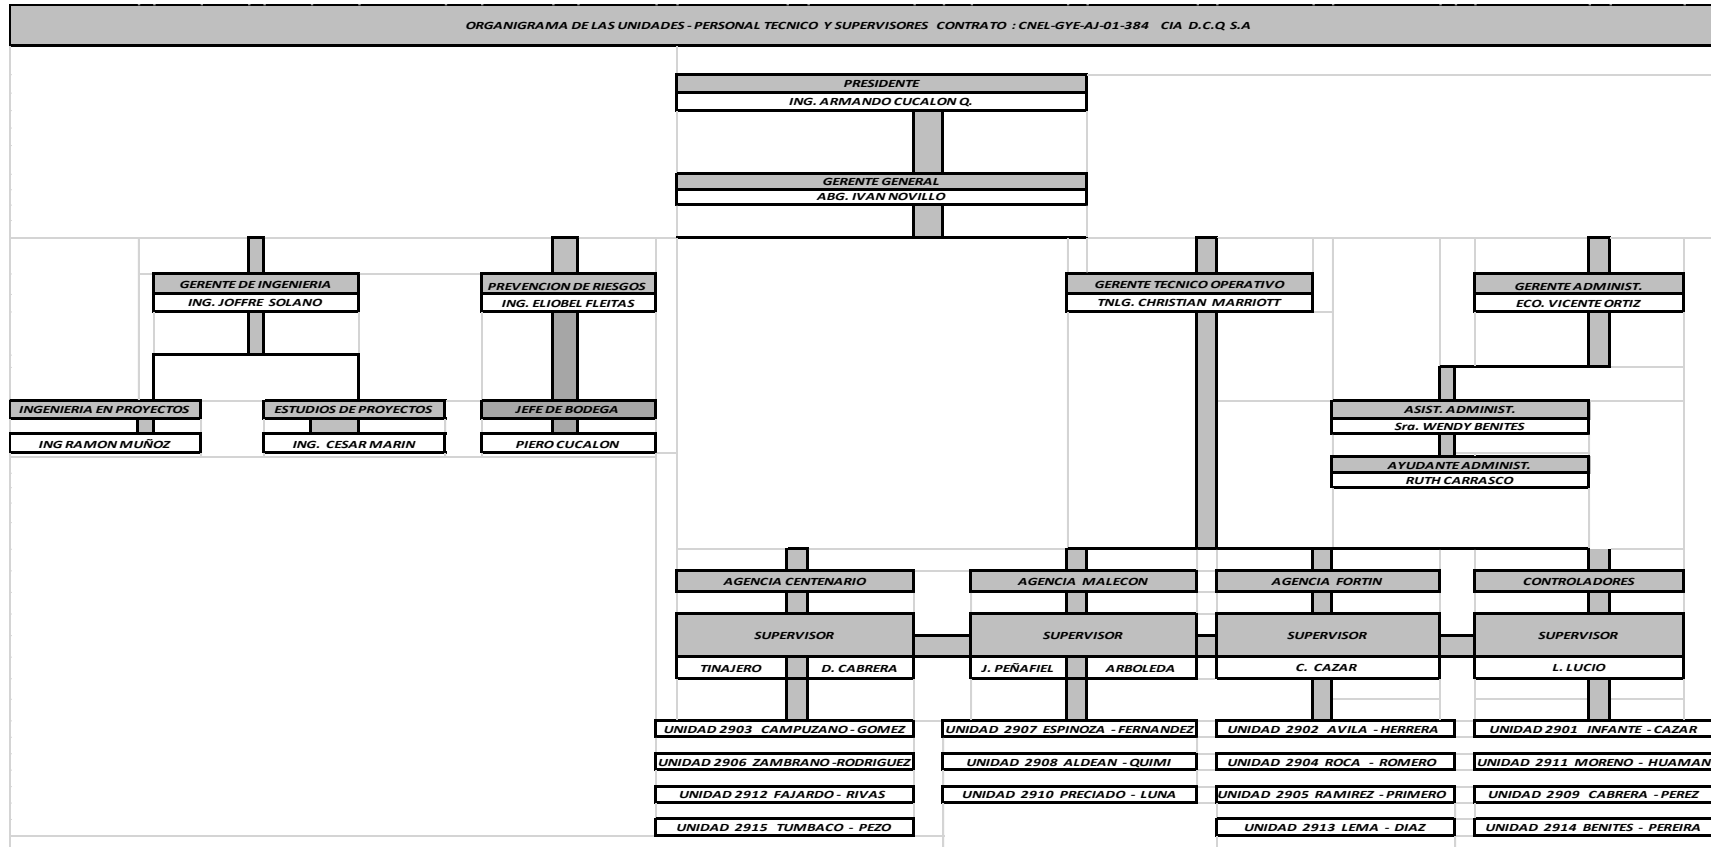 ORGANIGRAMA DE LAS UNIDADES - PERSONAL TECNICO Y SUPERVISORES CONTRATO : CNEL-GYE-AJ-01-384 CIA D.C.Q S.A
PRESIDENTE
ING. ARMANDO CUCALON Q.
GERENTE GENERAL
ABG. IVAN NOVILLO
GERENTE DE INGENIERIA
ING. JOFFRE SOLANO
PREVENCION DE RIESGOS
ING. ELIOBEL FLEITAS
GERENTE TECNICO OPERATIVO
TNLG. CHRISTIAN MARRIOTT
GERENTE ADMINIST.
ECO. VICENTE ORTIZ
INGENIERIA EN PROYECTOS
ING RAMON MUÑOZ
ESTUDIOS DE PROYECTOS
ING. CESAR MARIN
JEFE DE BODEGA
PIERO CUCALON
ASIST. ADMINIST.
Sra. WENDY BENITES
AYUDANTE ADMINIST.
RUTH CARRASCO
AGENCIA CENTENARIO
SUPERVISOR
TINAJERO D. CABRERA
UNIDAD 2903 CAMPUZANO - GOMEZ
UNIDAD 2906 ZAMBRANO -RODRIGUEZ
UNIDAD 2912 FAJARDO - RIVAS
UNIDAD 2915 TUMBACO - PEZO
AGENCIA MALECON
SUPERVISOR
J. PEÑAFIEL ARBOLEDA
UNIDAD 2907 ESPINOZA - FERNANDEZ
UNIDAD 2908 ALDEAN - QUIMI
UNIDAD 2910 PRECIADO - LUNA
AGENCIA FORTIN
SUPERVISOR
C. CAZAR
UNIDAD 2902 AVILA - HERRERA
UNIDAD 2904 ROCA - ROMERO
UNIDAD 2905 RAMIREZ - PRIMERO
UNIDAD 2913 LEMA - DIAZ
CONTROLADORES
SUPERVISOR
L. LUCIO
UNIDAD 2901 INFANTE - CAZAR
UNIDAD 2911 MORENO - HUAMAN
UNIDAD 2909 CABRERA - PEREZ
UNIDAD 2914 BENITES - PEREIRA